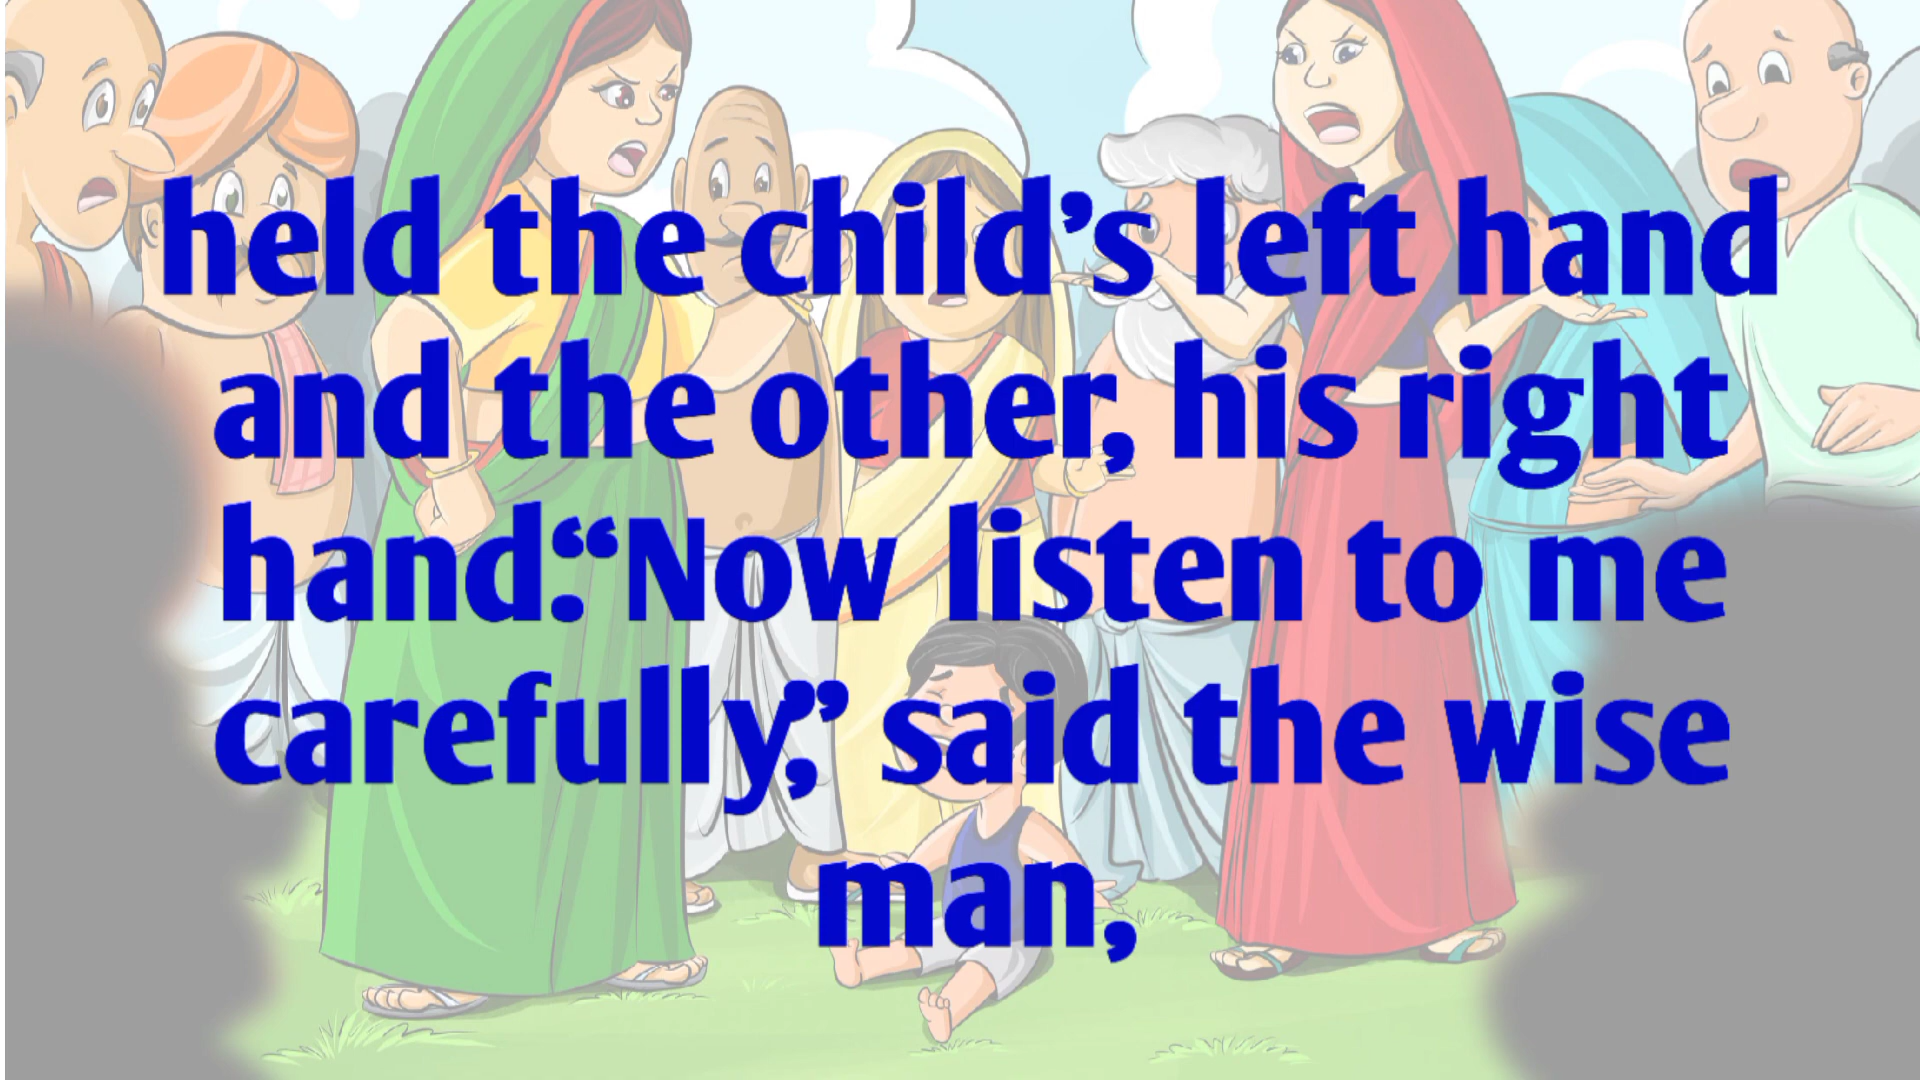 held the child’s left hand
and the other, his right
hand.“Now listen to me
carefully,” said the wise
man,